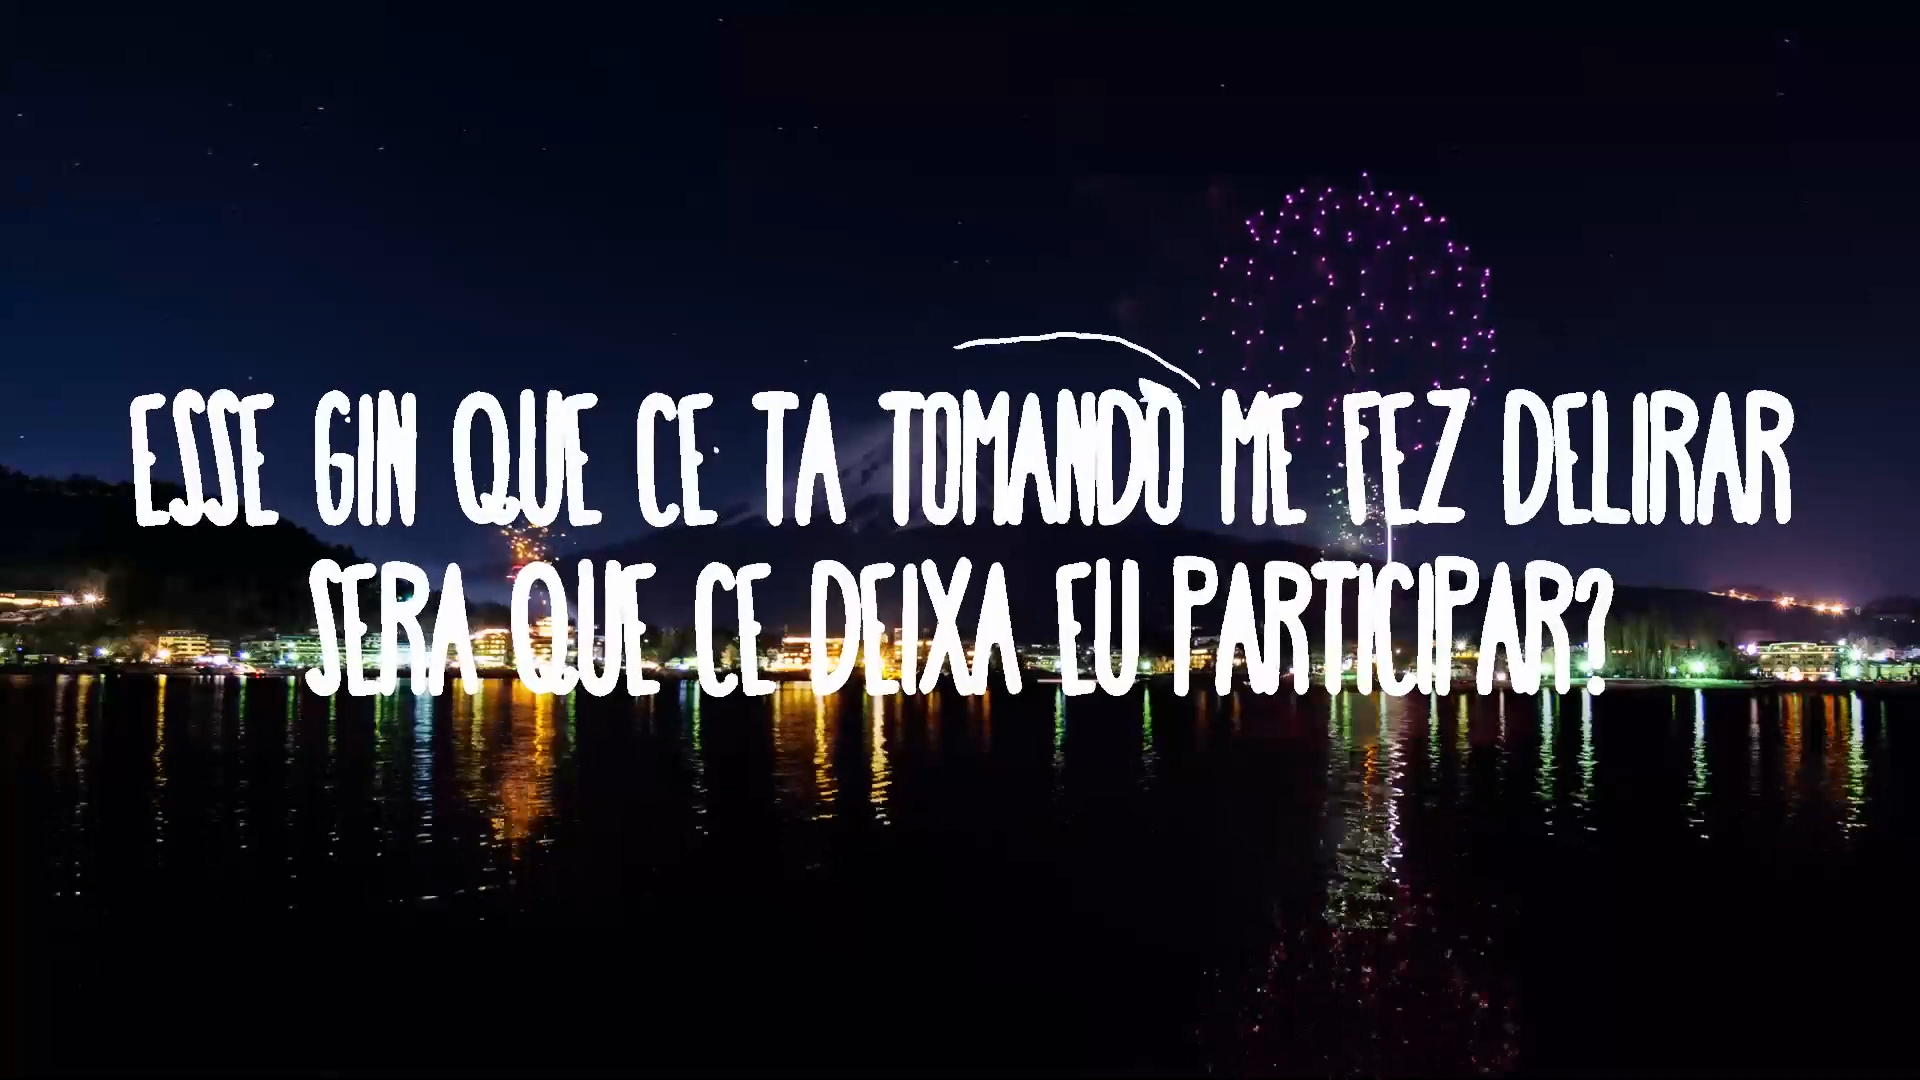 ESSE GIN QUE CE TA TOMANDO ME FEZ DELIRAR
SERA QUE CE DEIXA EU PARTICIPAR?